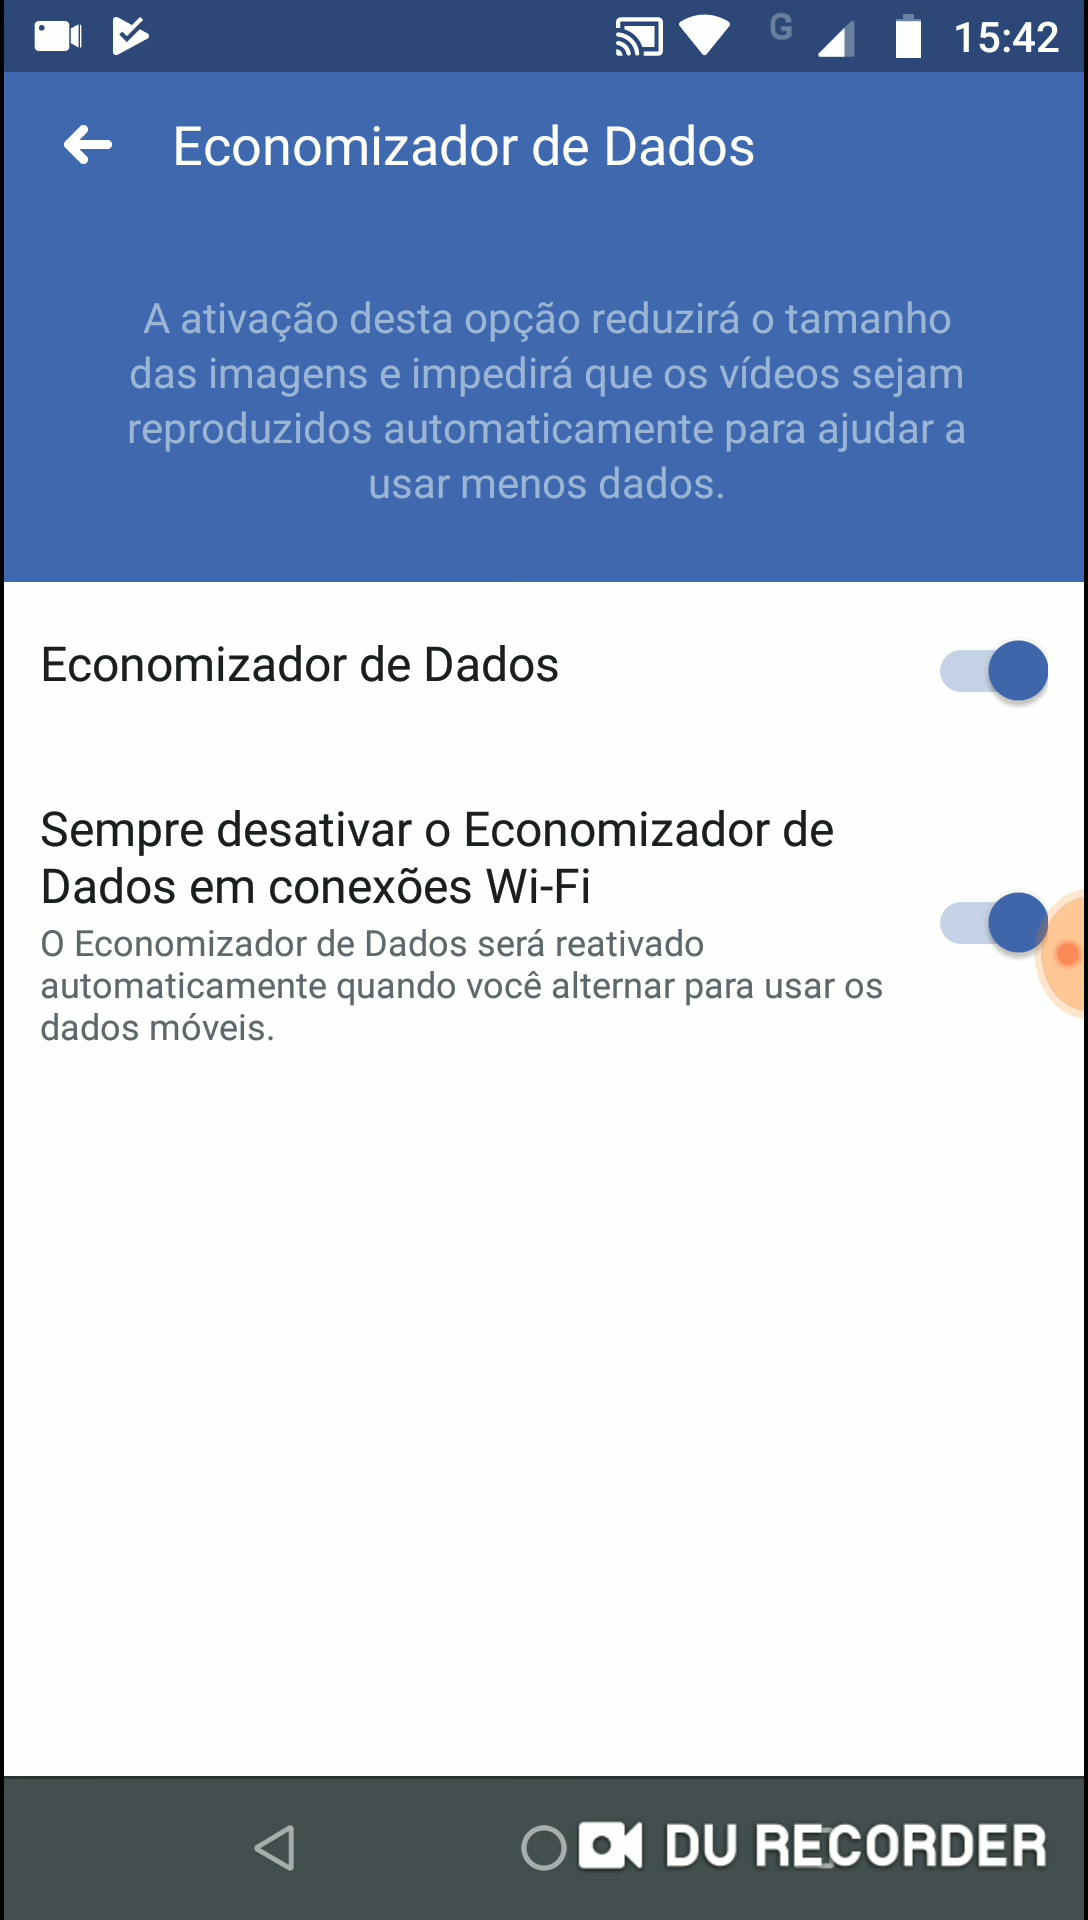 G 15:42
Economizador de Dados
A ativação desta opção reduzirá o tamanho
das imagens e impedirá que os vídeos sejam
reproduzidos automaticamente para ajudar a
usar menos dados.
Economizador de Dados
Sempre desativar o Economizador de
Dados em conexões Wi-Fi
O Economizador de Dados será reativado
automaticamente quando você alternar para usar os
dados móveis.
DU RECORDER